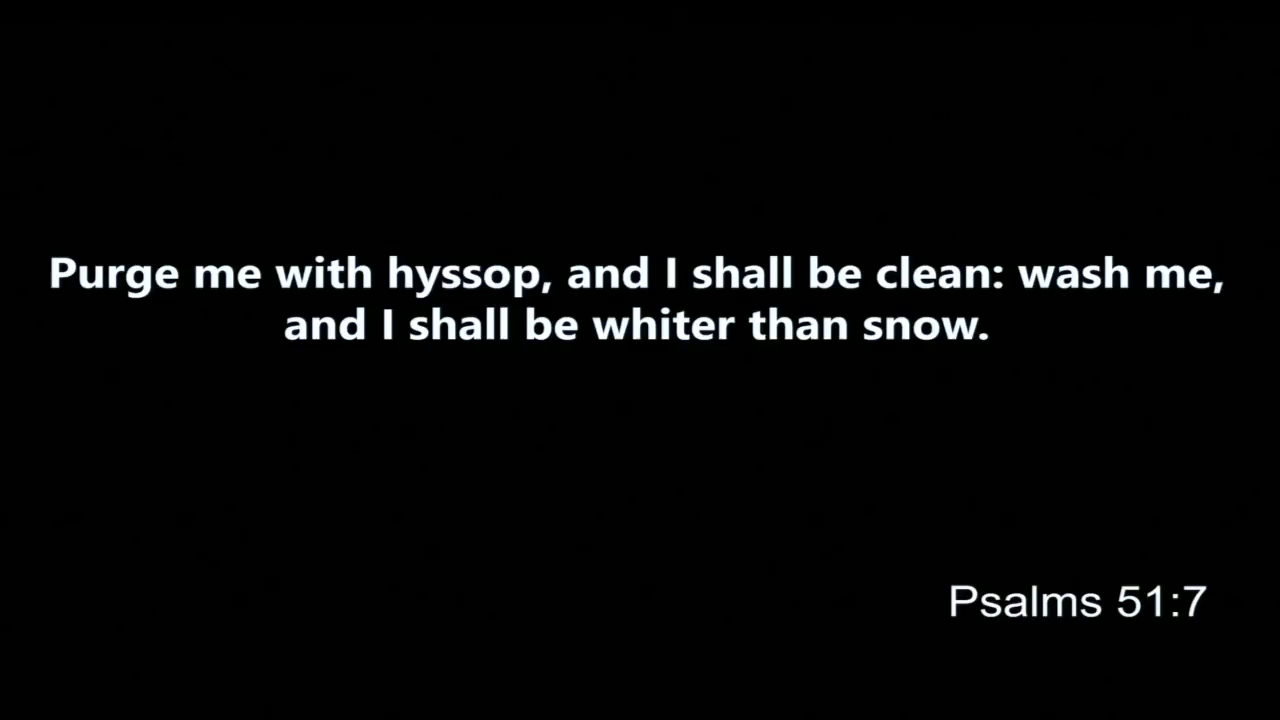 Purge me with hyssop, and I shall be clean: wash me,
and I shall be whiter than snow.
Psalms 51:7